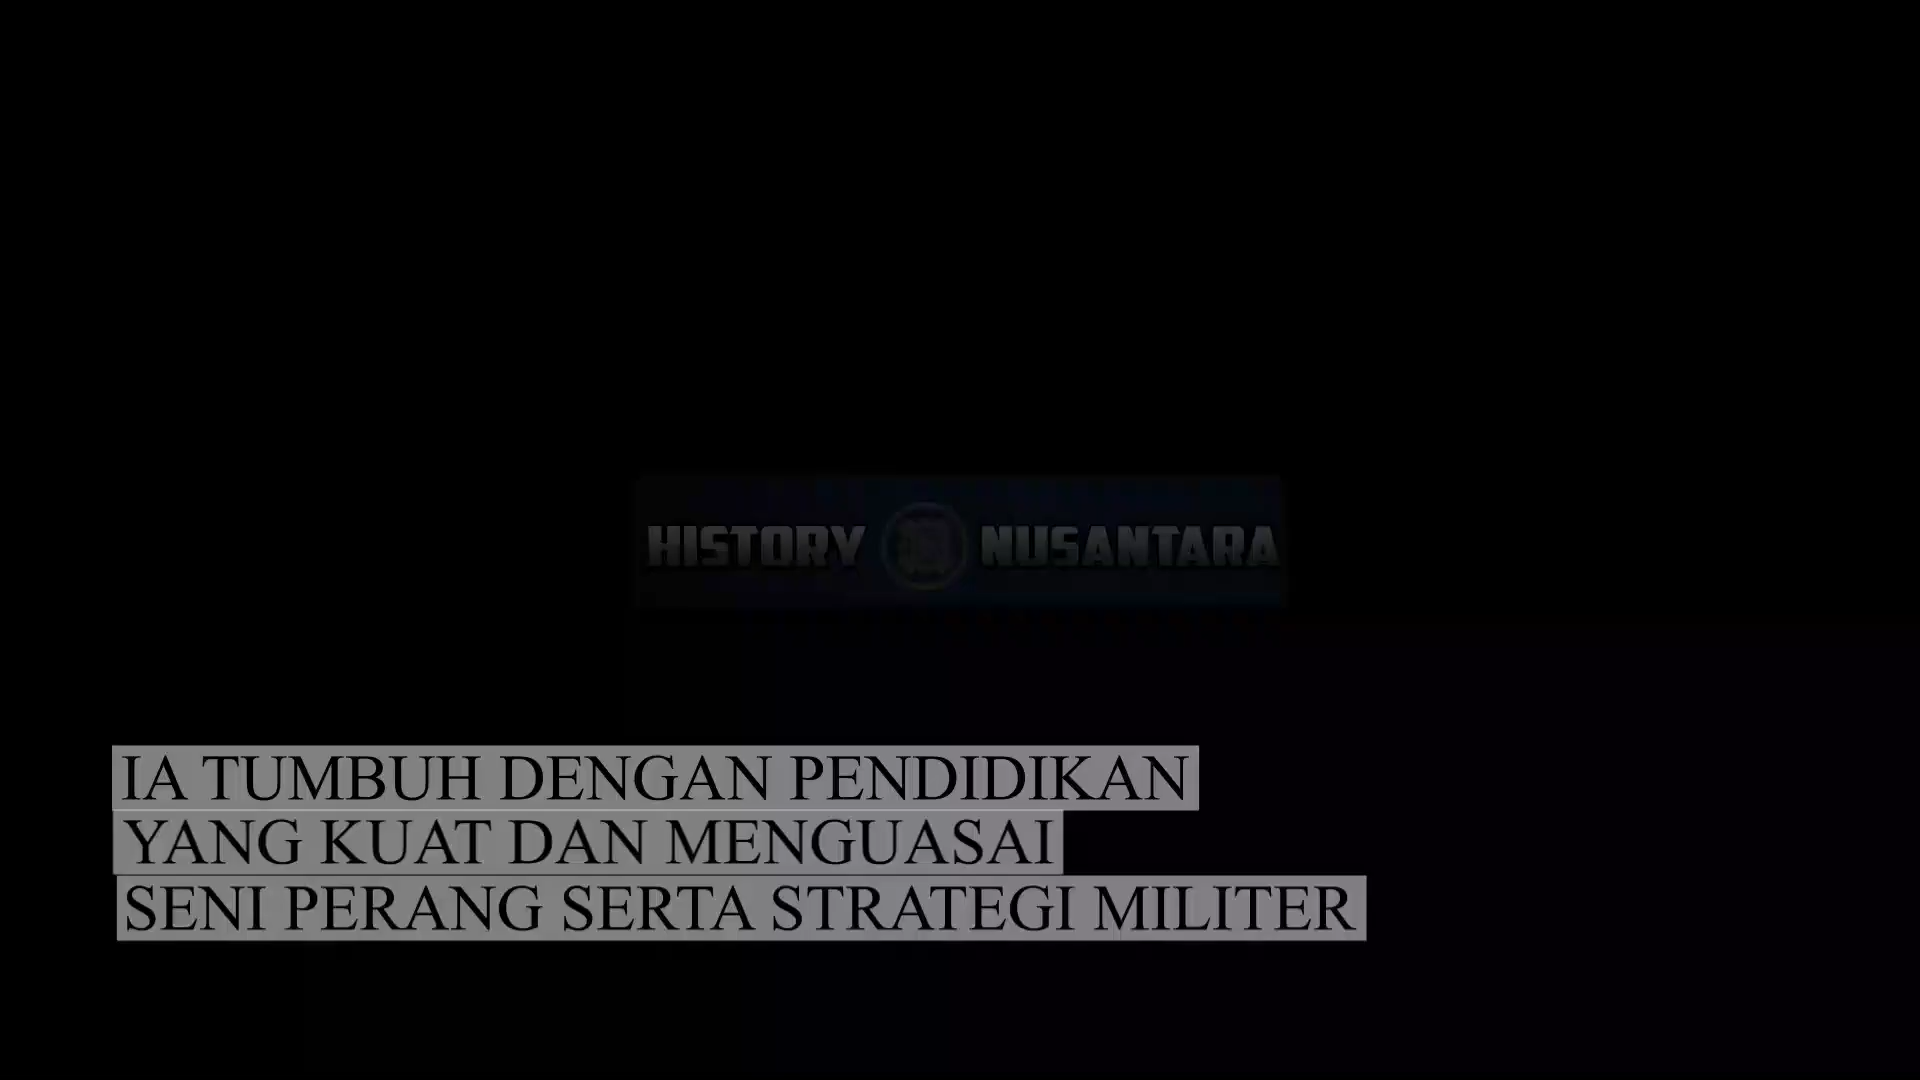 HISTORY NUSANTARA
IA TUMBUH DENGAN PENDIDIKAN
YANG KUAT DAN MENGUASAI
SENI PERANG SERTA STRATEGI MILITER